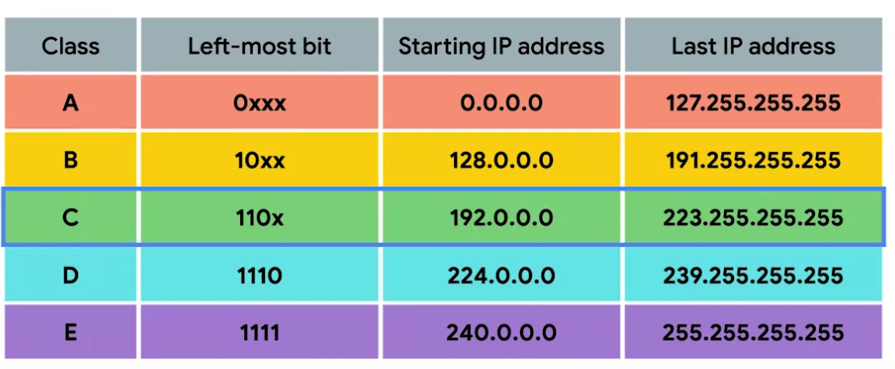 Class Left-most bit Starting IP address Last IP address
A 0xxx 0.0.0.0 127.255.255.255
B 10xx 128.0.0.0 191.255.255.255
C 110x 192.0.0.0 223.255.255.255
D 1110 224.0.0.0 239.255.255.255
E 1111 240.0.0.0 255.255.255.255